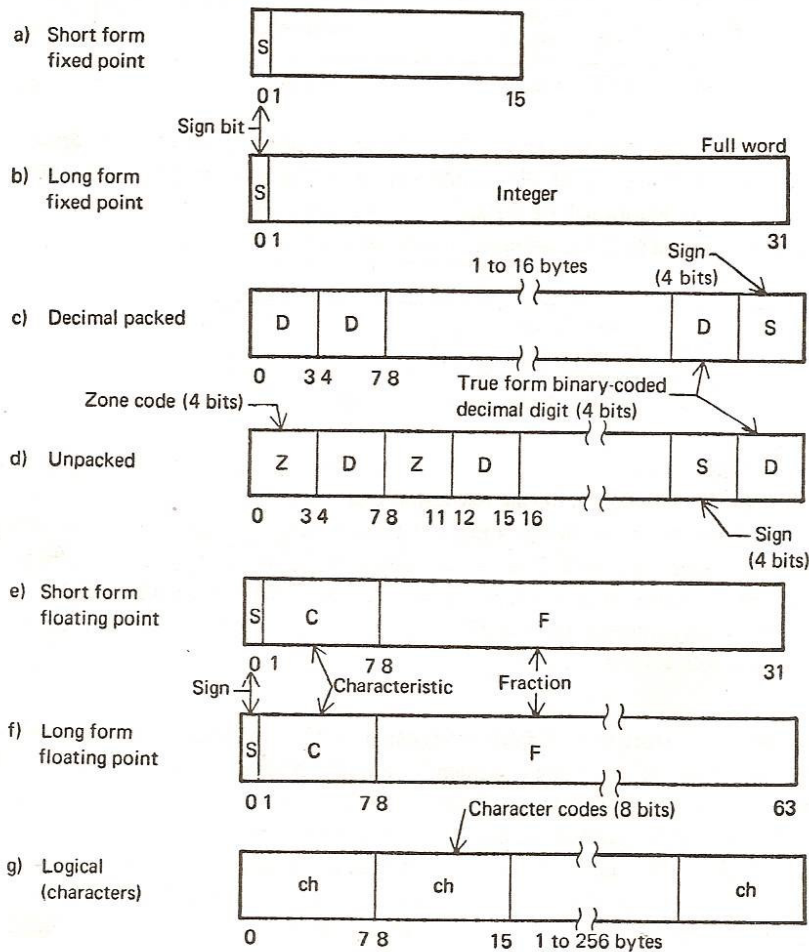 a) Short form
fixed point
S
0 1 15
Sign bit
Full word
b) Long form
fixed point
S Integer
0 1 31
1 to 16 bytes
Sign
(4 bits)
c) Decimal packed
D D D S
0 3 4 7 8
True form binary-coded
decimal digit (4 bits)
Zone code (4 bits)
d) Unpacked
Z D Z D S D
0 3 4 7 8 11 12 15 16
Sign
(4 bits)
e) Short form
floating point
S C F
0 1 7 8 31
Sign Characteristic Fraction
f) Long form
floating point
S C F
0 1 7 8 63
Character codes (8 bits)
g) Logical
(characters)
ch ch ch
0 7 8 15 1 to 256 bytes